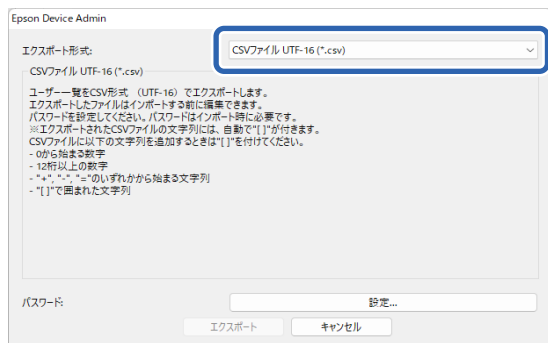 Epson Device Admin
エクスポート形式:
CSVファイル UTF-16 (*.csv)
CSVファイル UTF-16 (*.csv)
ユーザー一覧をCSV形式 （UTF-16）でエクスポートします。
エクスポートしたファイルはインポートする前に編集できます。
パスワードを設定してください。パスワードはインポート時に必要です。
※エクスポートされたCSVファイルの文字列には、自動で"[ ]"が付きます。
CSVファイルに以下の文字列を追加するときは"[ ]"を付けてください。
- 0から始まる数字
- 12桁以上の数字
- "+", "-", "="のいずれかから始まる文字列
- "[ ]"で囲まれた文字列
パスワード:
設定...
エクスポート
キャンセル